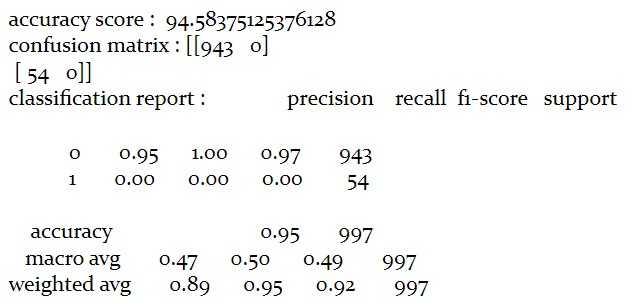 accuracy score : 94.58375125376128
confusion matrix : [[943 0]
[ 54 0]]
classification report : precision recall f1-score support
0 0.95 1.00 0.97 943
1 0.00 0.00 0.00 54
accuracy 0.95 997
macro avg 0.47 0.50 0.49 997
weighted avg 0.89 0.95 0.92 997